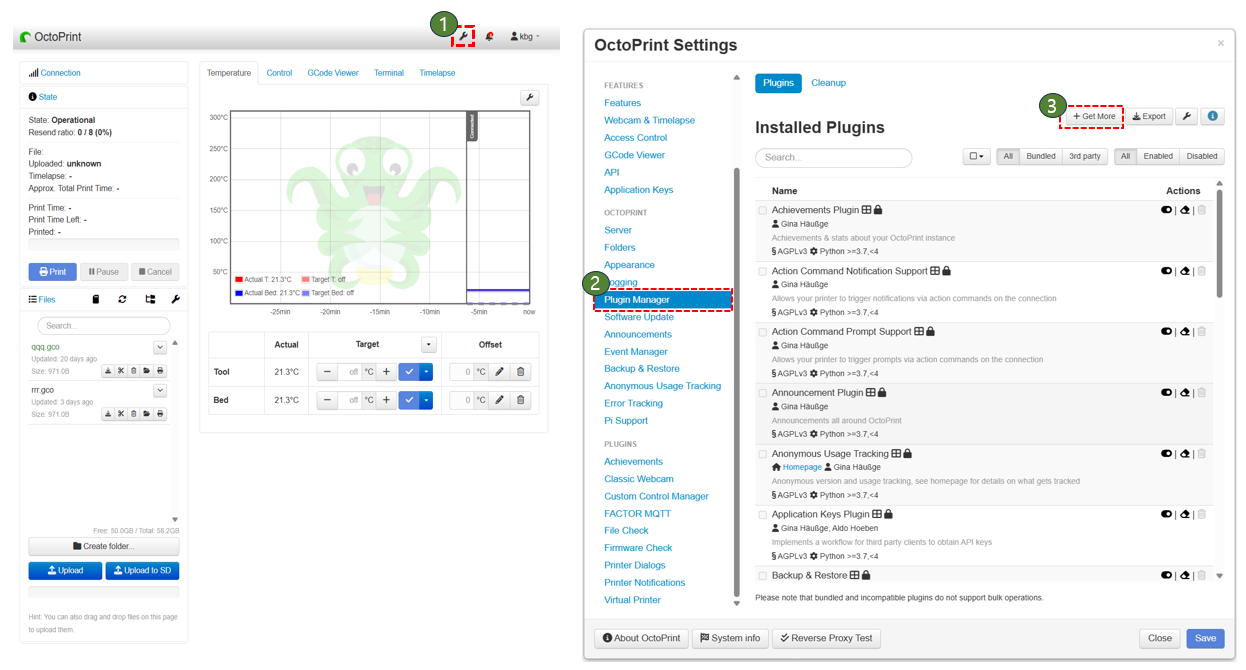 1
OctoPrint
kbg
Connection
State
State: Operational
Resend ratio: 0 / 8 (0%)
File:
Uploaded: unknown
Timelapse: -
Approx. Total Print Time: -
Print Time: -
Print Time Left: -
Printed: -
Print
Pause
Cancel
Files
Search...
qqq.gco
Updated: 20 days ago
Size: 971.0B
rrr.gco
Updated: 3 days ago
Size: 971.0B
Free: 50.0GB / Total: 58.2GB
Create folder...
Upload
Upload to SD
Hint: You can also drag and drop files on this page
to upload them.
Temperature
Control
GCode Viewer
Terminal
Timelapse
300°C
250°C
200°C
150°C
100°C
50°C
Connected
Actual T: 21.3°C
Target T: off
Actual Bed: 21.3°C
Target Bed: off
-25min
-20min
-15min
-10min
-5min
now
Actual
Target
Offset
Tool
21.3°C
off
°C
0
°C
Bed
21.3°C
off
°C
0
°C
OctoPrint Settings
×
FEATURES
Features
Webcam & Timelapse
Access Control
GCode Viewer
API
Application Keys
OCTOPRINT
Server
Folders
Appearance
2
Plugin Manager
Software Update
Announcements
Event Manager
Backup & Restore
Anonymous Usage Tracking
Error Tracking
Pi Support
PLUGINS
Achievements
Classic Webcam
Custom Control Manager
FACTOR MQTT
File Check
Firmware Check
Printer Dialogs
Printer Notifications
Virtual Printer
Plugins
Cleanup
3
Get More
Export
Installed Plugins
Search...
All
Bundled
3rd party
All
Enabled
Disabled
Name
Actions
Achievements Plugin
Gina Häußge
Achievements & stats about your OctoPrint instance
§ AGPLv3 Python >=3.7,<4
Action Command Notification Support
Gina Häußge
Allows your printer to trigger notifications via action commands on the connection
§ AGPLv3 Python >=3.7,<4
Action Command Prompt Support
Gina Häußge
Allows your printer to trigger prompts via action commands on the connection
§ AGPLv3 Python >=3.7,<4
Announcement Plugin
Gina Häußge
Announcements all around OctoPrint
§ AGPLv3 Python >=3.7,<4
Anonymous Usage Tracking
Homepage Gina Häußge
Anonymous version and usage tracking, see homepage for details on what gets tracked
§ AGPLv3 Python >=3.7,<4
Application Keys Plugin
Gina Häußge, Aldo Hoeben
Implements a workflow for third party clients to obtain API keys
§ AGPLv3 Python >=3.7,<4
Backup & Restore
Please note that bundled and incompatible plugins do not support bulk operations.
About OctoPrint
System info
Reverse Proxy Test
Close
Save